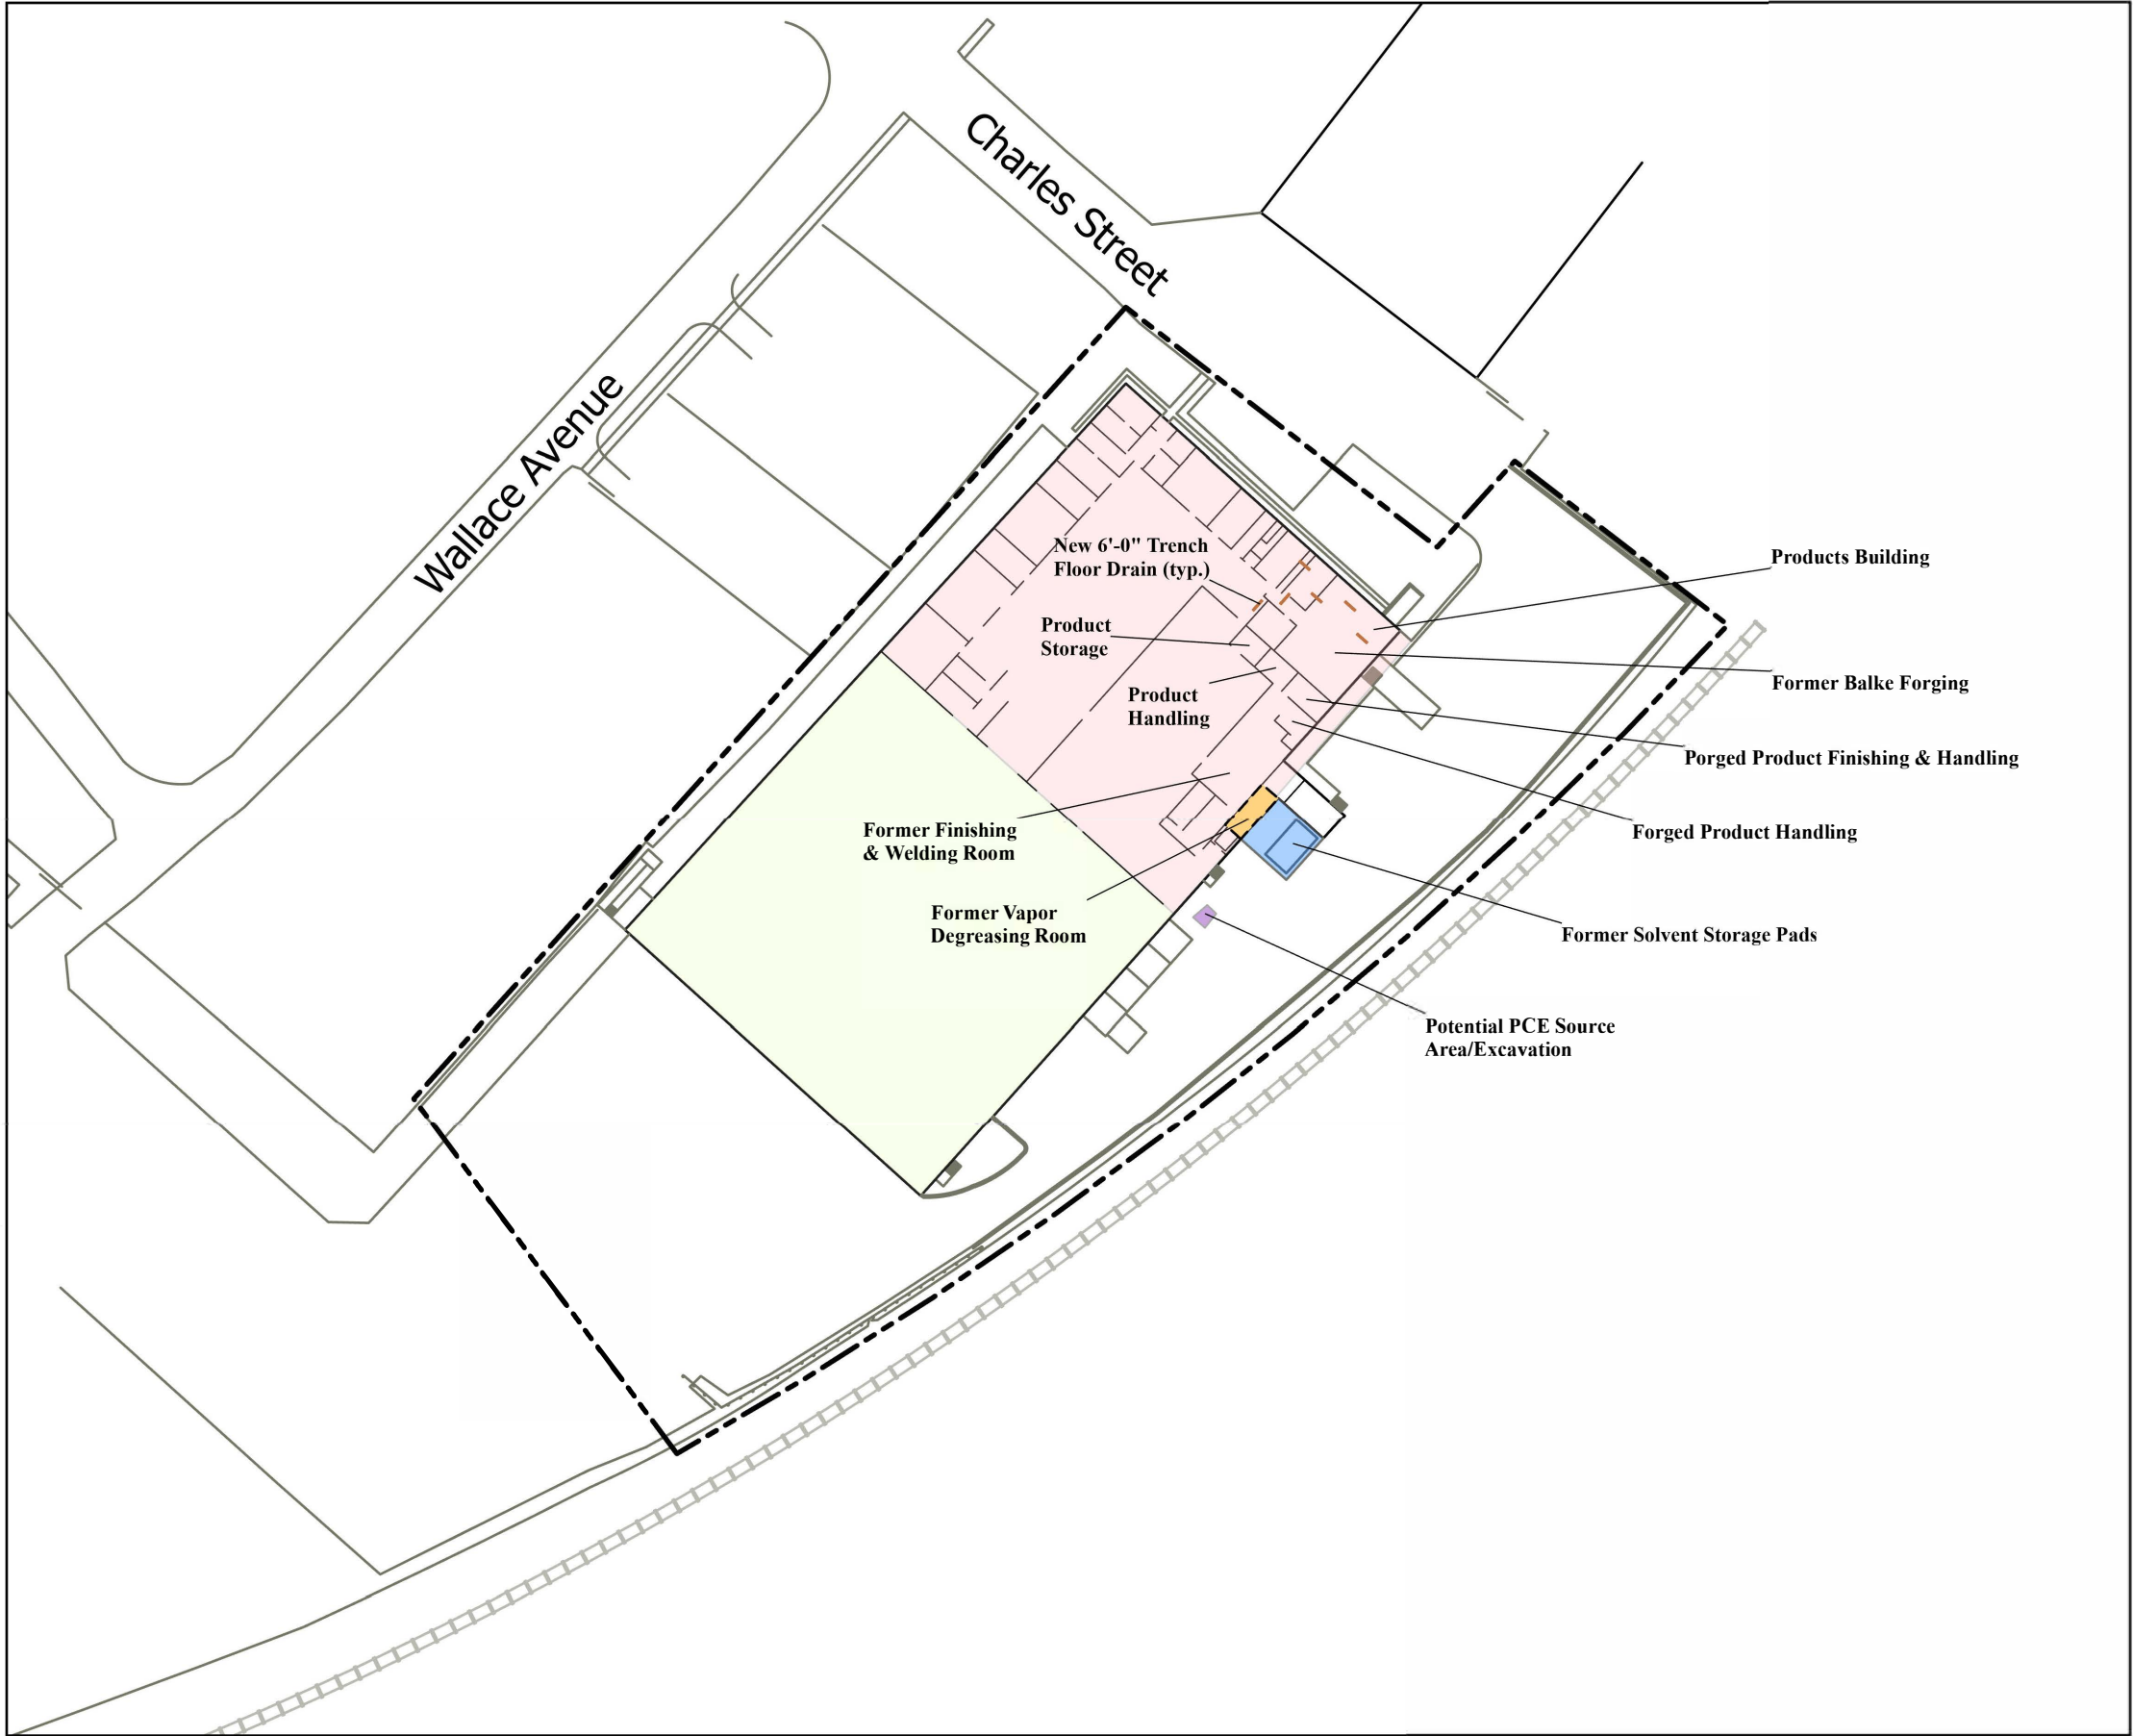 Charles Street
Wallace Avenue
New 6'-0" Trench
Floor Drain (typ.)
Products Building
Product
Storage
Former Balke Forging
Product
Handling
Porged Product Finishing & Handling
Former Finishing
& Welding Room
Forged Product Handling
Former Vapor
Degreasing Room
Former Solvent Storage Pads
Potential PCE Source
Area/Excavation